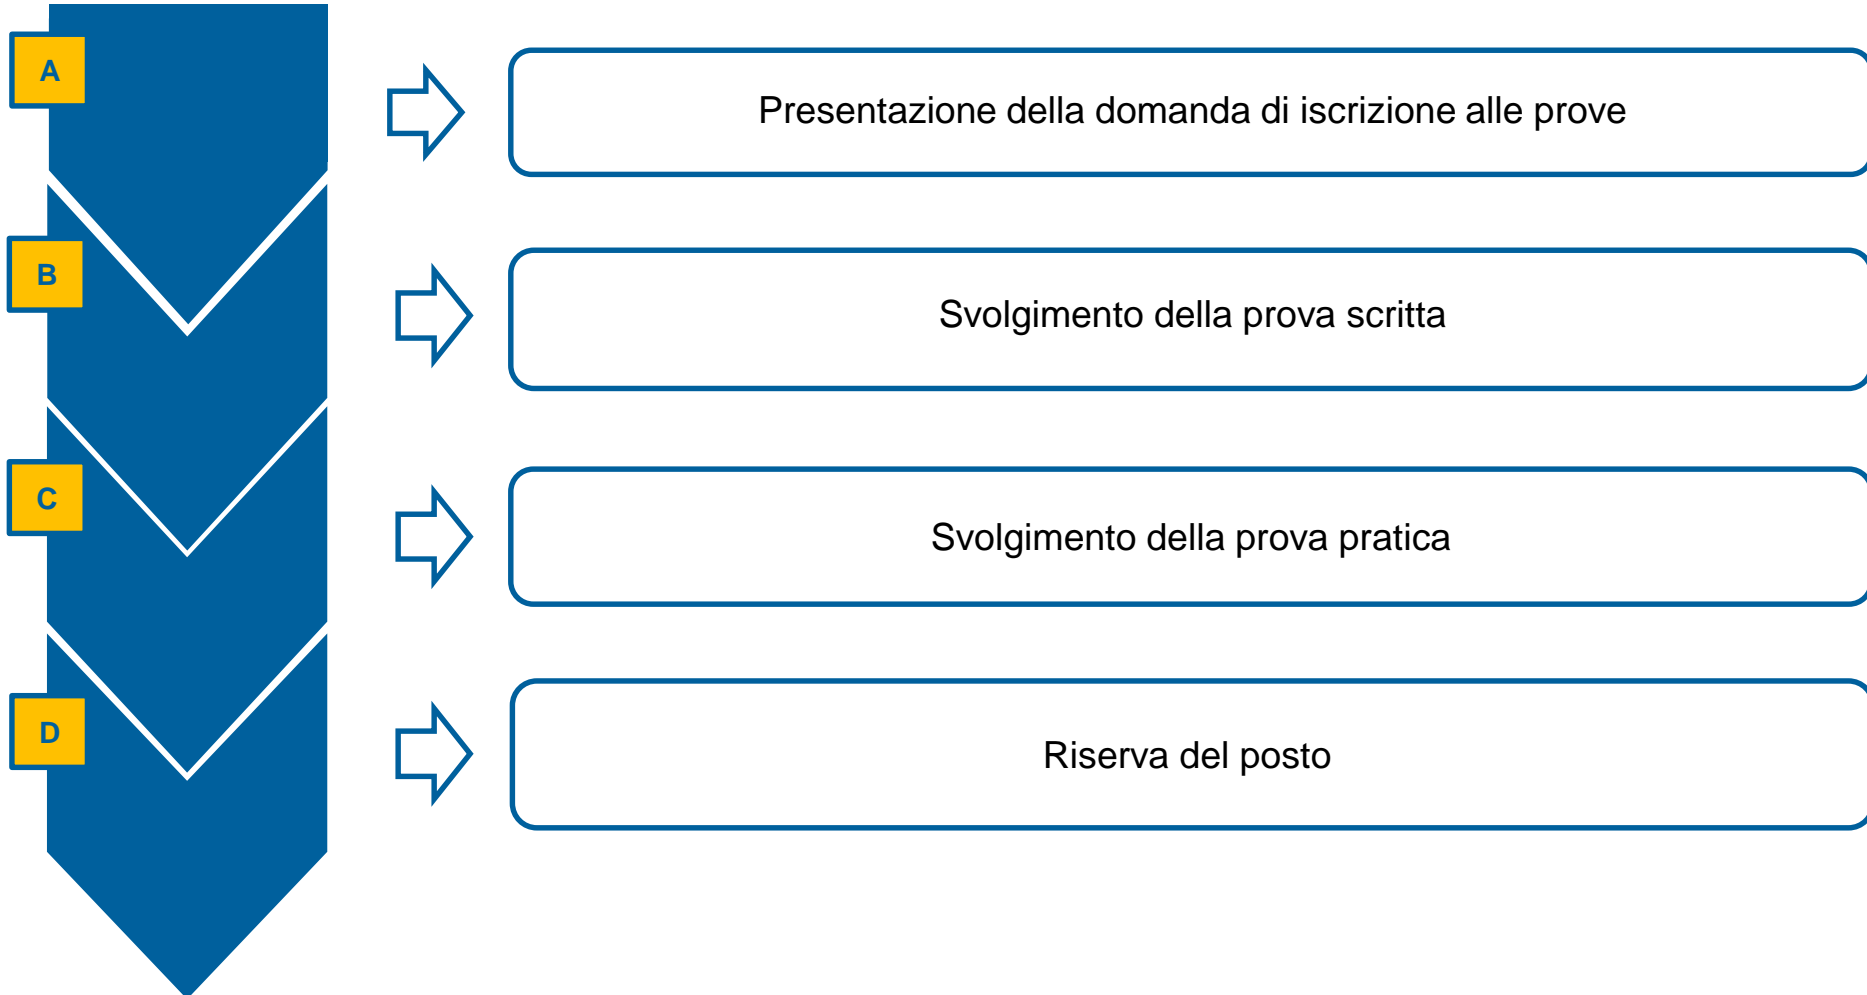 A
Presentazione della domanda di iscrizione alle prove
B
Svolgimento della prova scritta
C
Svolgimento della prova pratica
D
Riserva del posto